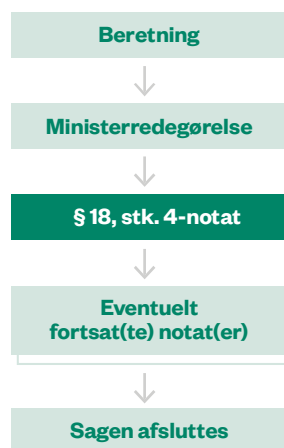 Beretning
Ministerredegørelse
§ 18, stk. 4-notat
Eventuelt
fortsat(te) notat(er)
Sagen afsluttes